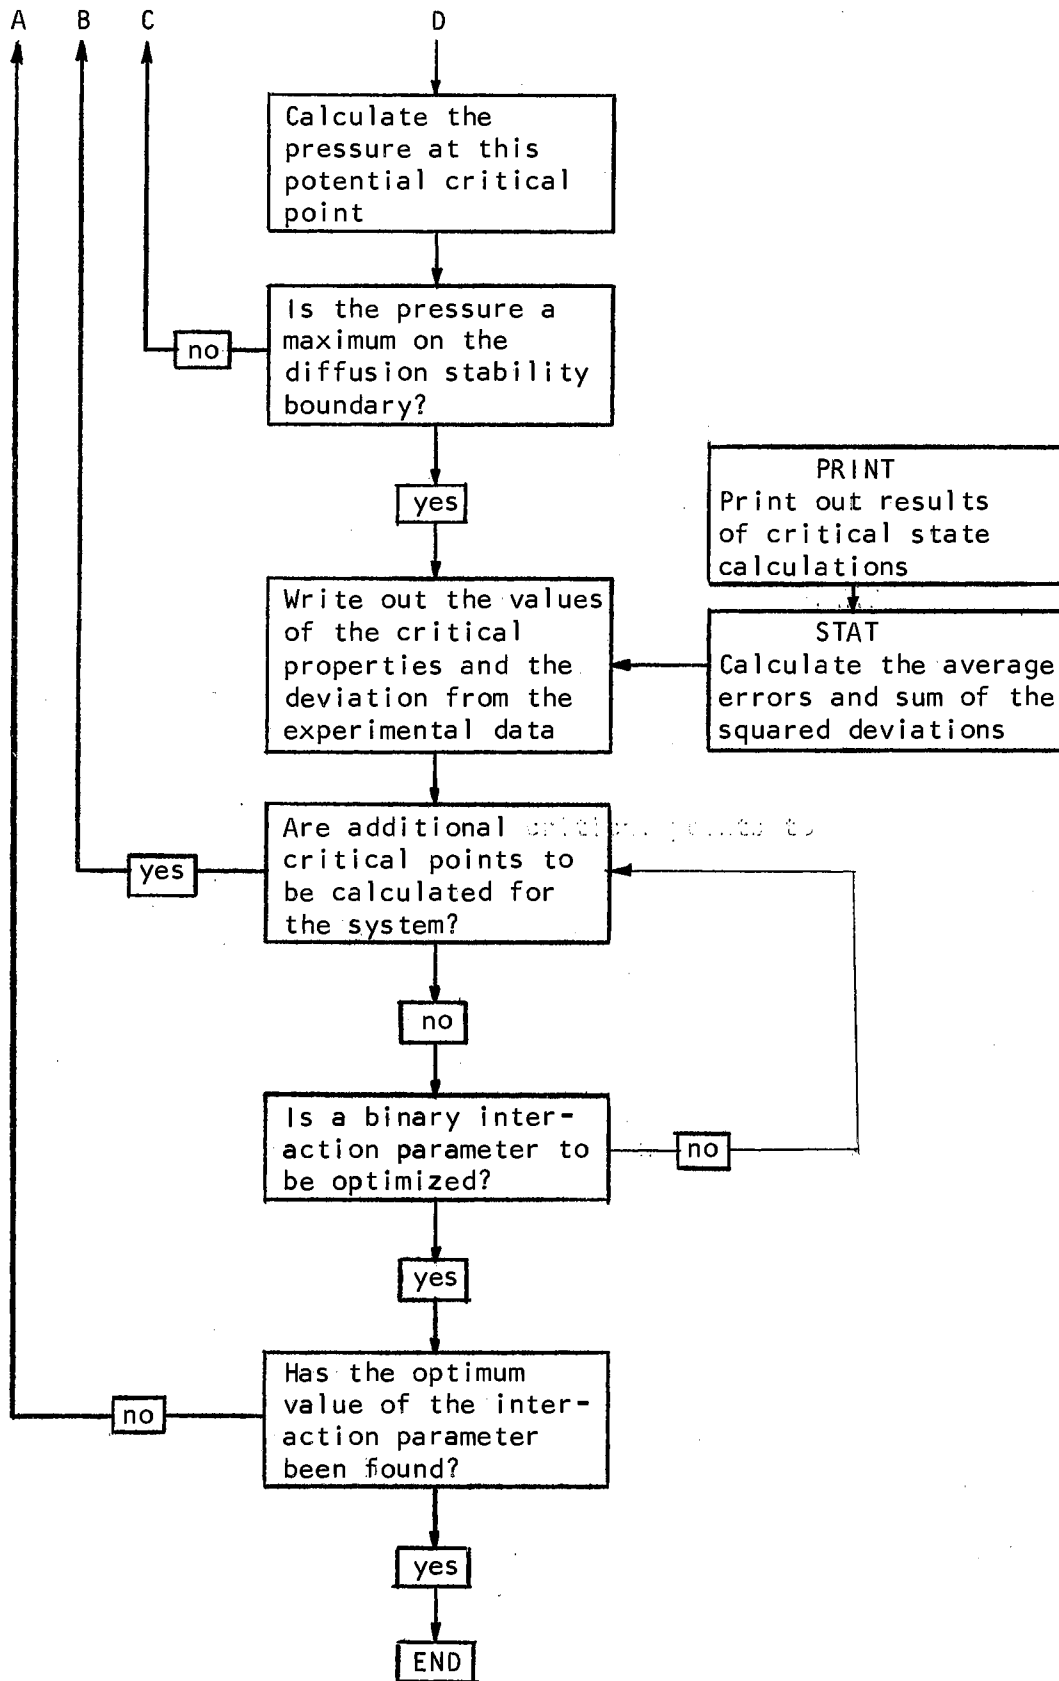 A B C D
Calculate the
pressure at this
potential critical
point
Is the pressure a
maximum on the
diffusion stability
boundary?
no
yes
PRINT
Print out results
of critical state
calculations
STAT
Calculate the average
errors and sum of the
squared deviations
Write out the values
of the critical
properties and the
deviation from the
experimental data
Are additional
critical points to
be calculated for
the system?
yes
no
Is a binary inter-
action parameter to
be optimized?
no
yes
Has the optimum
value of the inter-
action parameter
been found?
no
yes
END